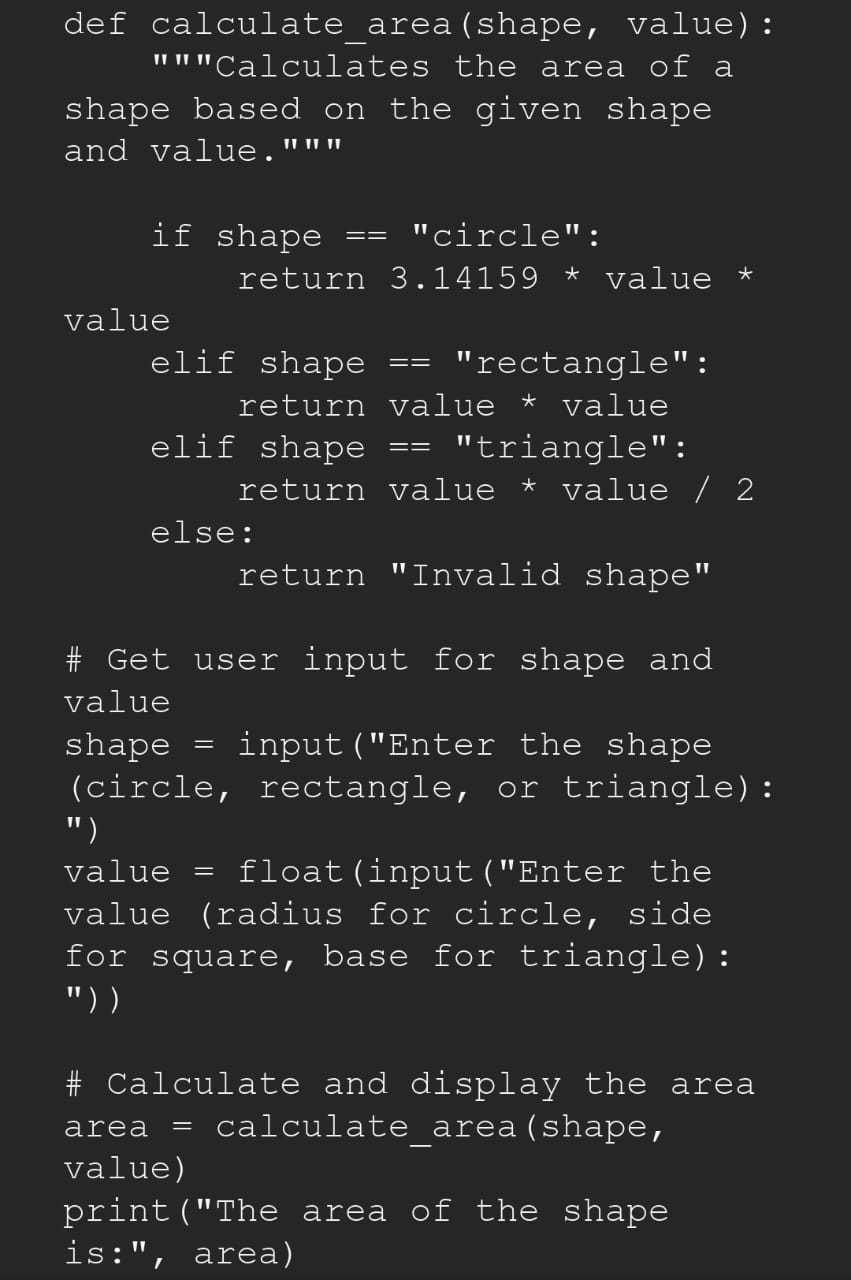 def calculate_area(shape, value):
    """Calculates the area of a
shape based on the given shape
and value."""

    if shape == "circle":
        return 3.14159 * value *
value
    elif shape == "rectangle":
        return value * value
    elif shape == "triangle":
        return value * value / 2
    else:
        return "Invalid shape"

# Get user input for shape and
value
shape = input("Enter the shape
(circle, rectangle, or triangle):
")
value = float(input("Enter the
value (radius for circle, side
for square, base for triangle):
"))

# Calculate and display the area
area = calculate_area(shape,
value)
print("The area of the shape
is:", area)